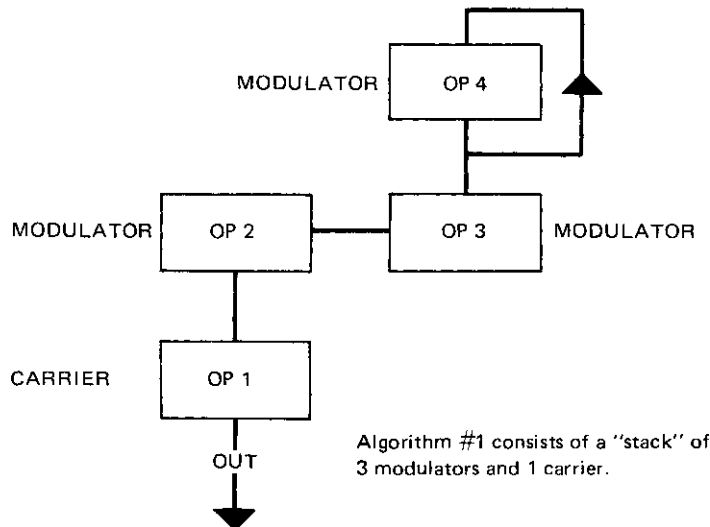 MODULATOR OP 4
MODULATOR OP 2 OP 3 MODULATOR
CARRIER OP 1
OUT
Algorithm #1 consists of a "stack" of
3 modulators and 1 carrier.